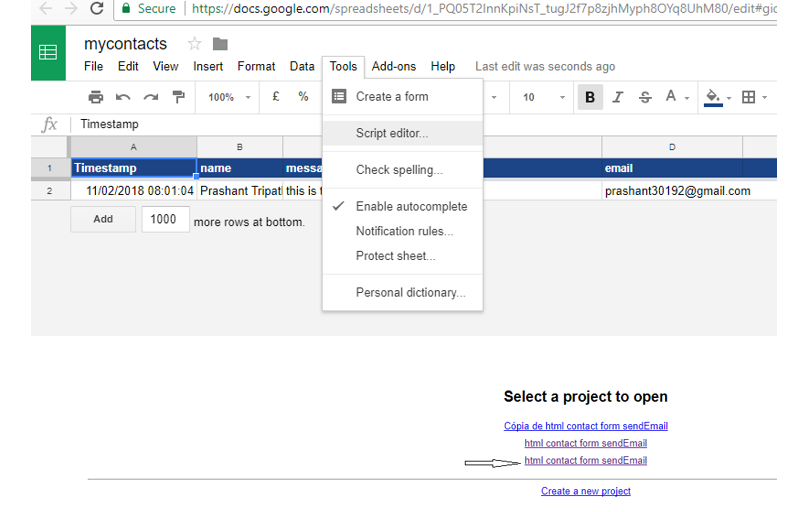 Secure https://docs.google.com/spreadsheets/d/1_PQ05T2InnKpiNsT_tugJ2f7p8zjhMyph8OYq8UhM80/edit#gid
mycontacts
File Edit View Insert Format Data Tools Add-ons Help Last edit was seconds ago
100% £ % Create a form 10 B I S A
fx Timestamp Script editor...
A B D
1 Timestamp name messa email
Check spelling...
2 11/02/2018 08:01:04 Prashant Tripat this is t prashant30192@gmail.com
Enable autocomplete
Add 1000 more rows at bottom.
Notification rules...
Protect sheet...
Personal dictionary...
Select a project to open
Cópia de html contact form sendEmail
html contact form sendEmail
html contact form sendEmail
Create a new project